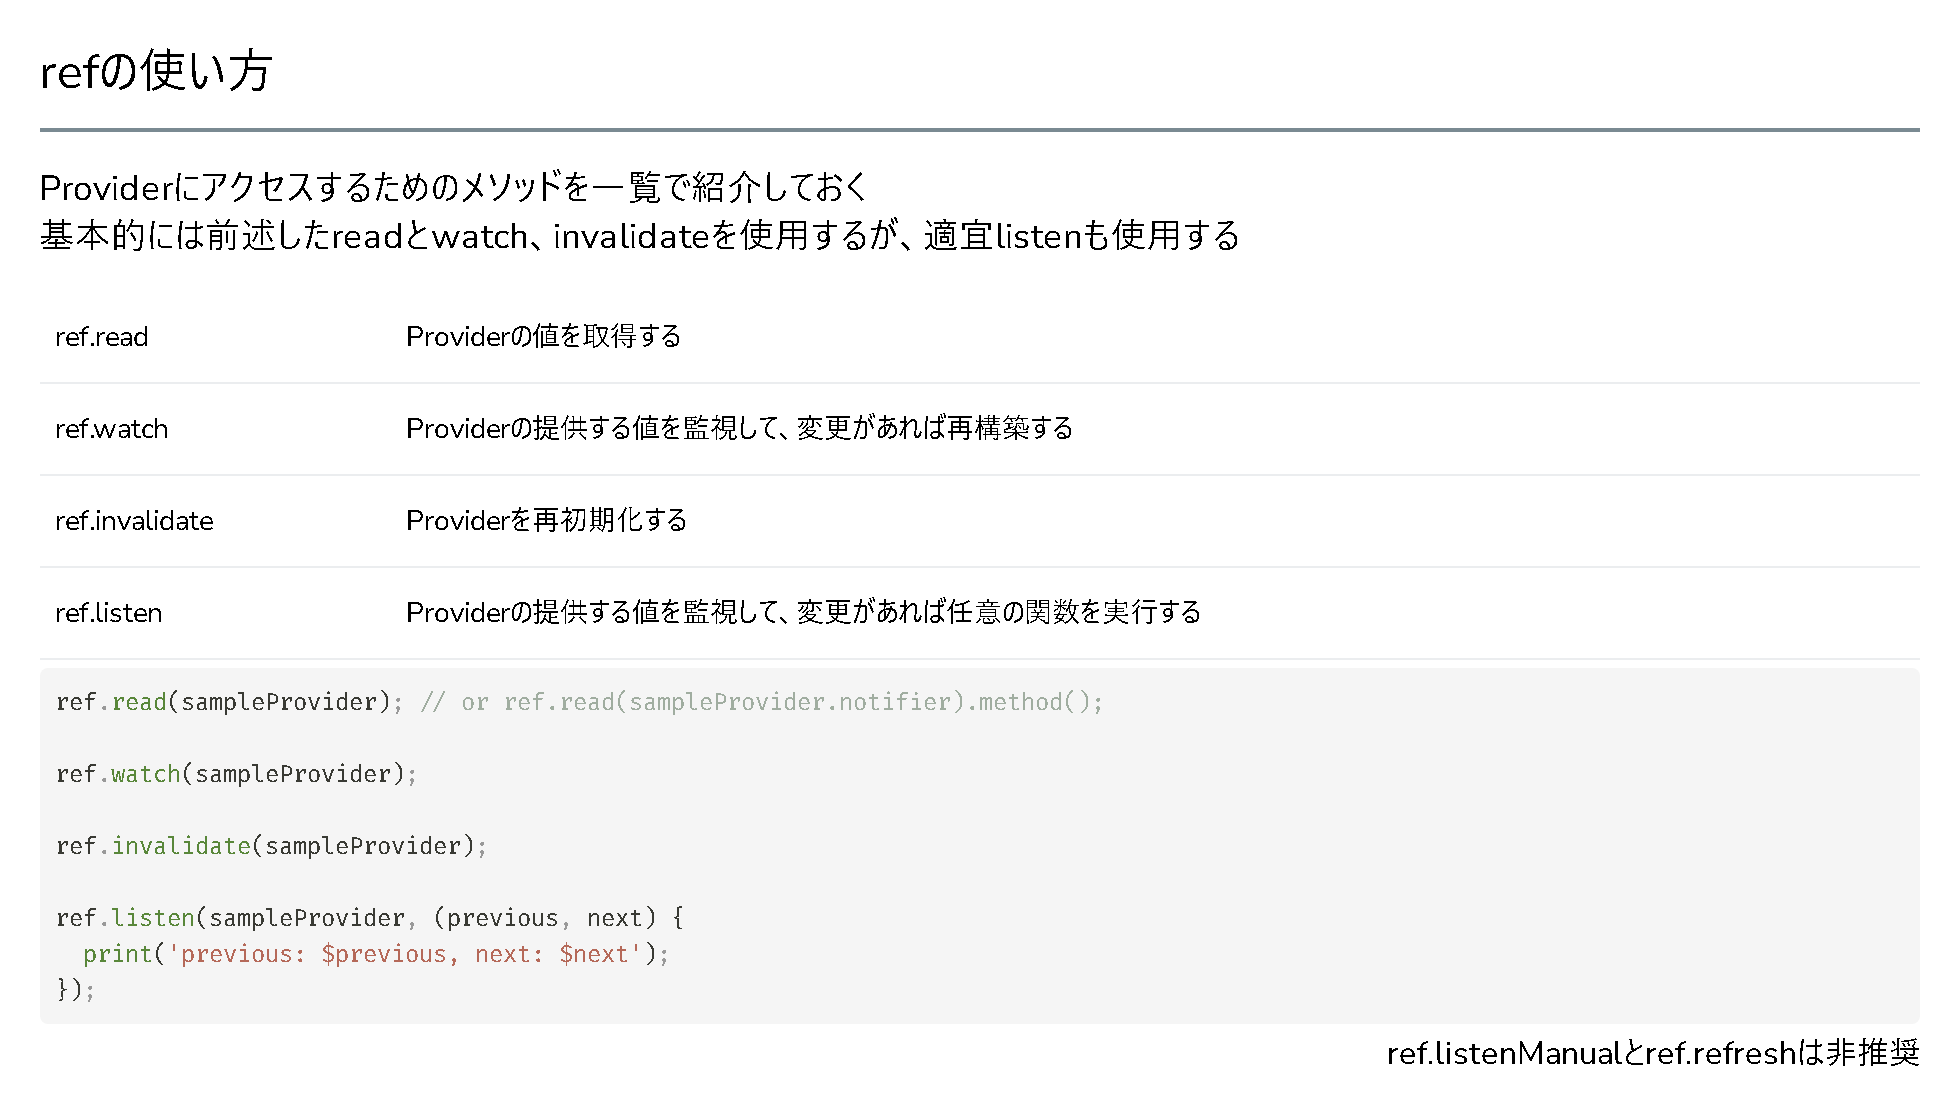 refの使い方
Providerにアクセスするためのメソッドを一覧で紹介しておく
基本的には前述したreadとwatch、invalidateを使用するが、適宜listenも使用する
ref.read Providerの値を取得する
ref.watch Providerの提供する値を監視して、変更があれば再構築する
ref.invalidate Providerを再初期化する
ref.listen Providerの提供する値を監視して、変更があれば任意の関数を実行する
ref.read(sampleProvider); // or ref.read(sampleProvider.notifier).method();
ref.watch(sampleProvider);
ref.invalidate(sampleProvider);
ref.listen(sampleProvider, (previous, next) {
  print('previous: $previous, next: $next');
});
ref.listenManualとref.refreshは非推奨